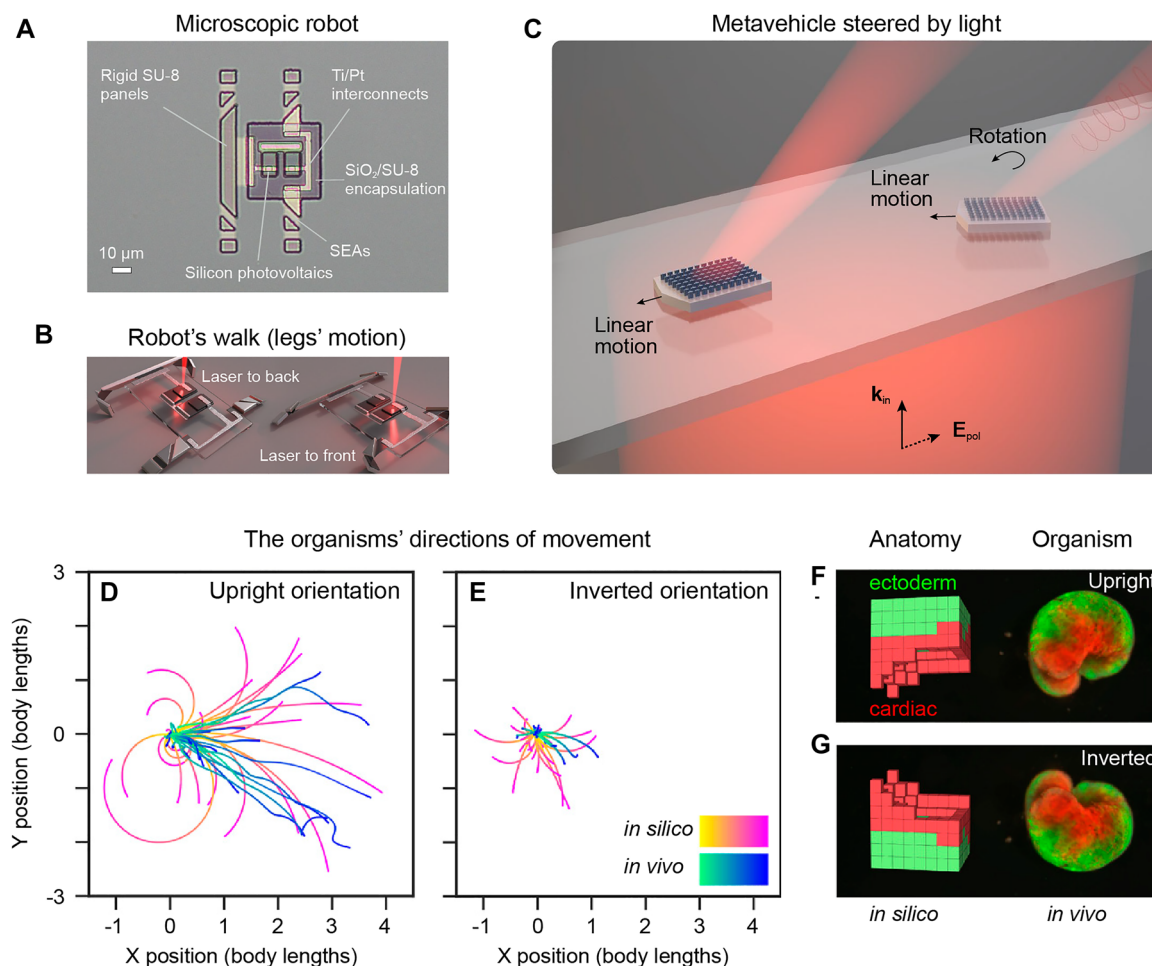 A
Microscopic robot
Rigid SU-8
panels
Ti/Pt
interconnects
SiO₂/SU-8
encapsulation
SEAs
Silicon photovoltaics
10 μm
B
Robot's walk (legs' motion)
Laser to back
Laser to front
C
Metavehicle steered by light
Rotation
Linear
motion
Linear
motion
k_in
E_pol
The organisms' directions of movement
D
Upright orientation
3
0
-3
Y position (body lengths)
-1 0 1 2 3 4
X position (body lengths)
E
Inverted orientation
in silico
in vivo
-1 0 1 2 3 4
X position (body lengths)
Anatomy
Organism
F
ectoderm
cardiac
Upright
G
Inverted
in silico
in vivo